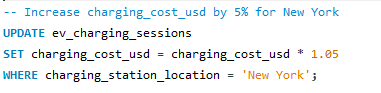 -- Increase charging_cost_usd by 5% for New York
UPDATE ev_charging_sessions
SET charging_cost_usd = charging_cost_usd * 1.05
WHERE charging_station_location = 'New York';